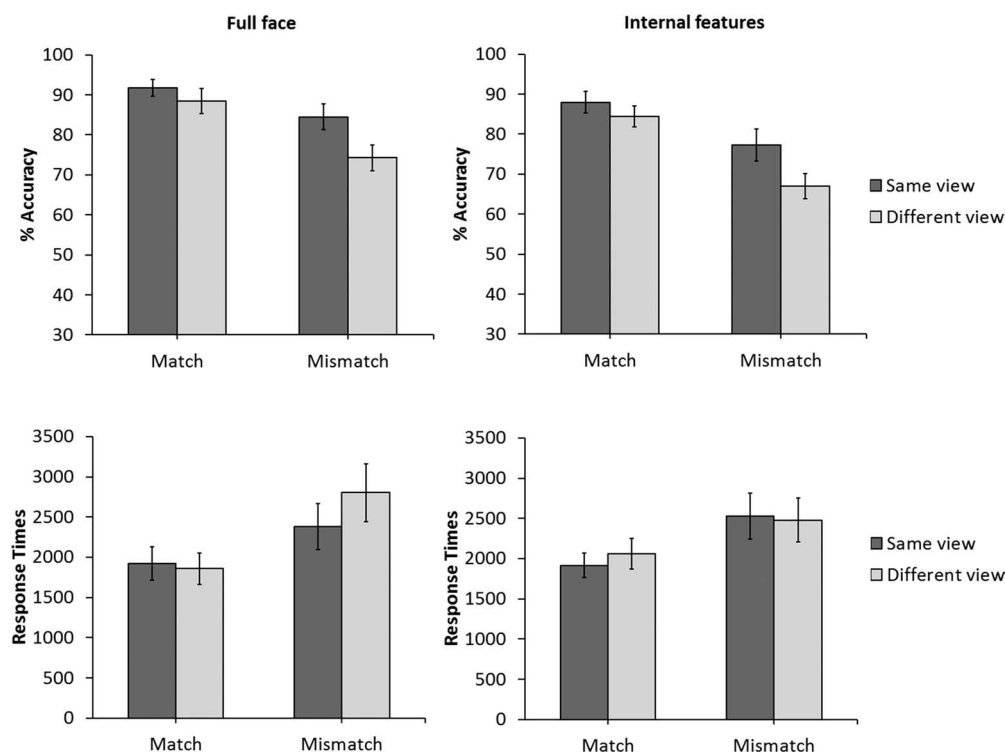 Full face
Internal features
% Accuracy
100
90
80
70
60
50
40
30
Match Mismatch
% Accuracy
100
90
80
70
60
50
40
30
Match Mismatch
Same view
Different view
Response Times
3500
3000
2500
2000
1500
1000
500
0
Match Mismatch
Response Times
3500
3000
2500
2000
1500
1000
500
0
Match Mismatch
Same view
Different view